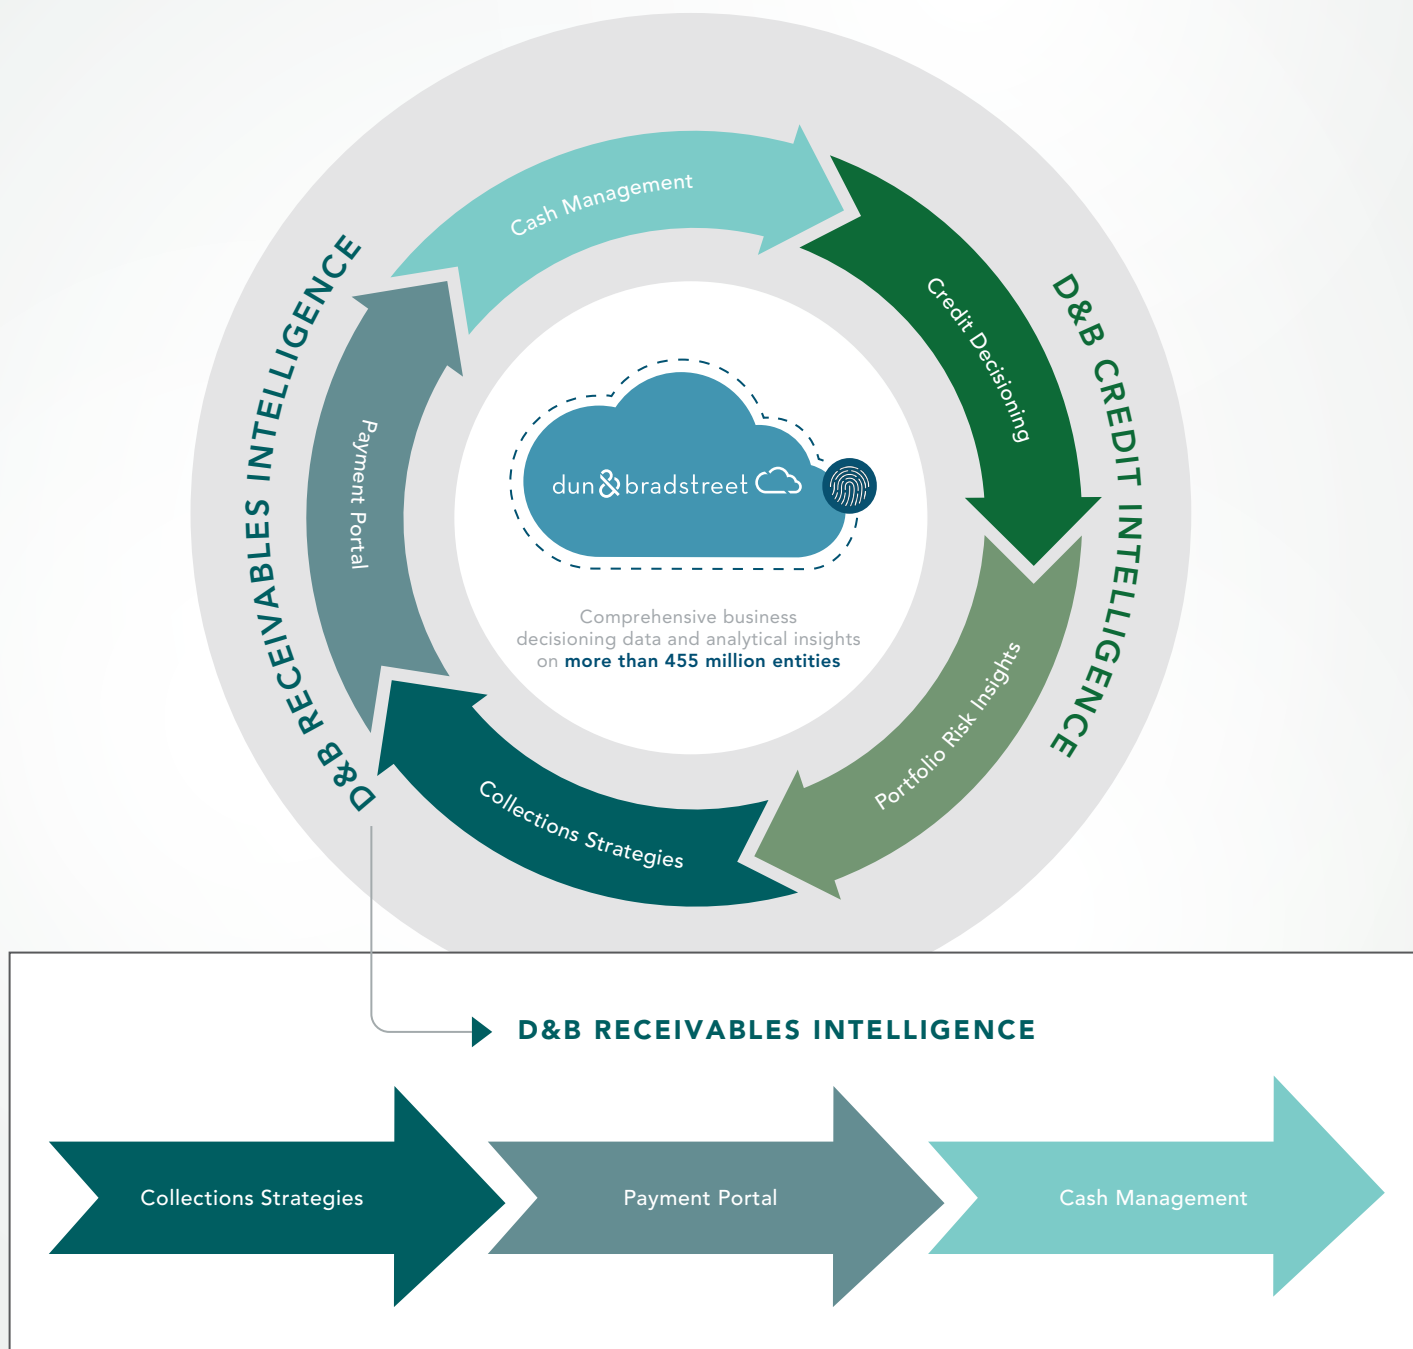 Cash Management
Credit Decisioning
D&B CREDIT INTELLIGENCE
Portfolio Risk Insights
Collections Strategies
Payment Portal
D&B RECEIVABLES INTELLIGENCE
dun & bradstreet
Comprehensive business
decisioning data and analytical insights
on more than 455 million entities
D&B RECEIVABLES INTELLIGENCE
Collections Strategies
Payment Portal
Cash Management